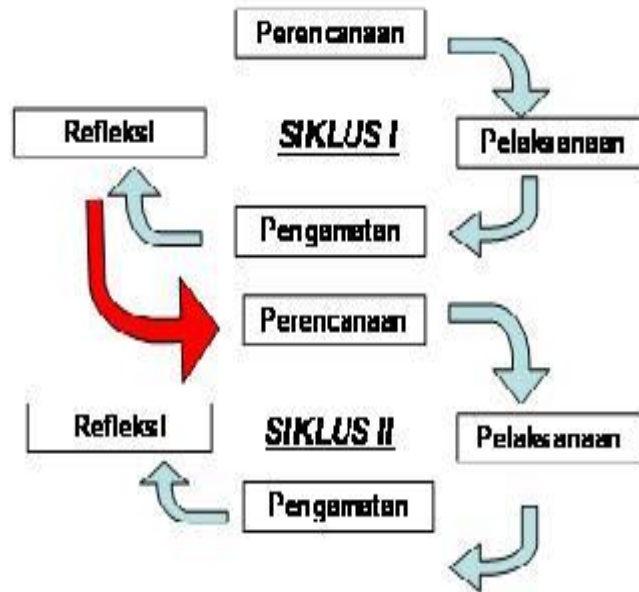 Perencanaan
Refleksi
SIKLUS I
Pelaksanaan
Pengamatan
Perencanaan
Refleksi
SIKLUS II
Pelaksanaan
Pengamatan